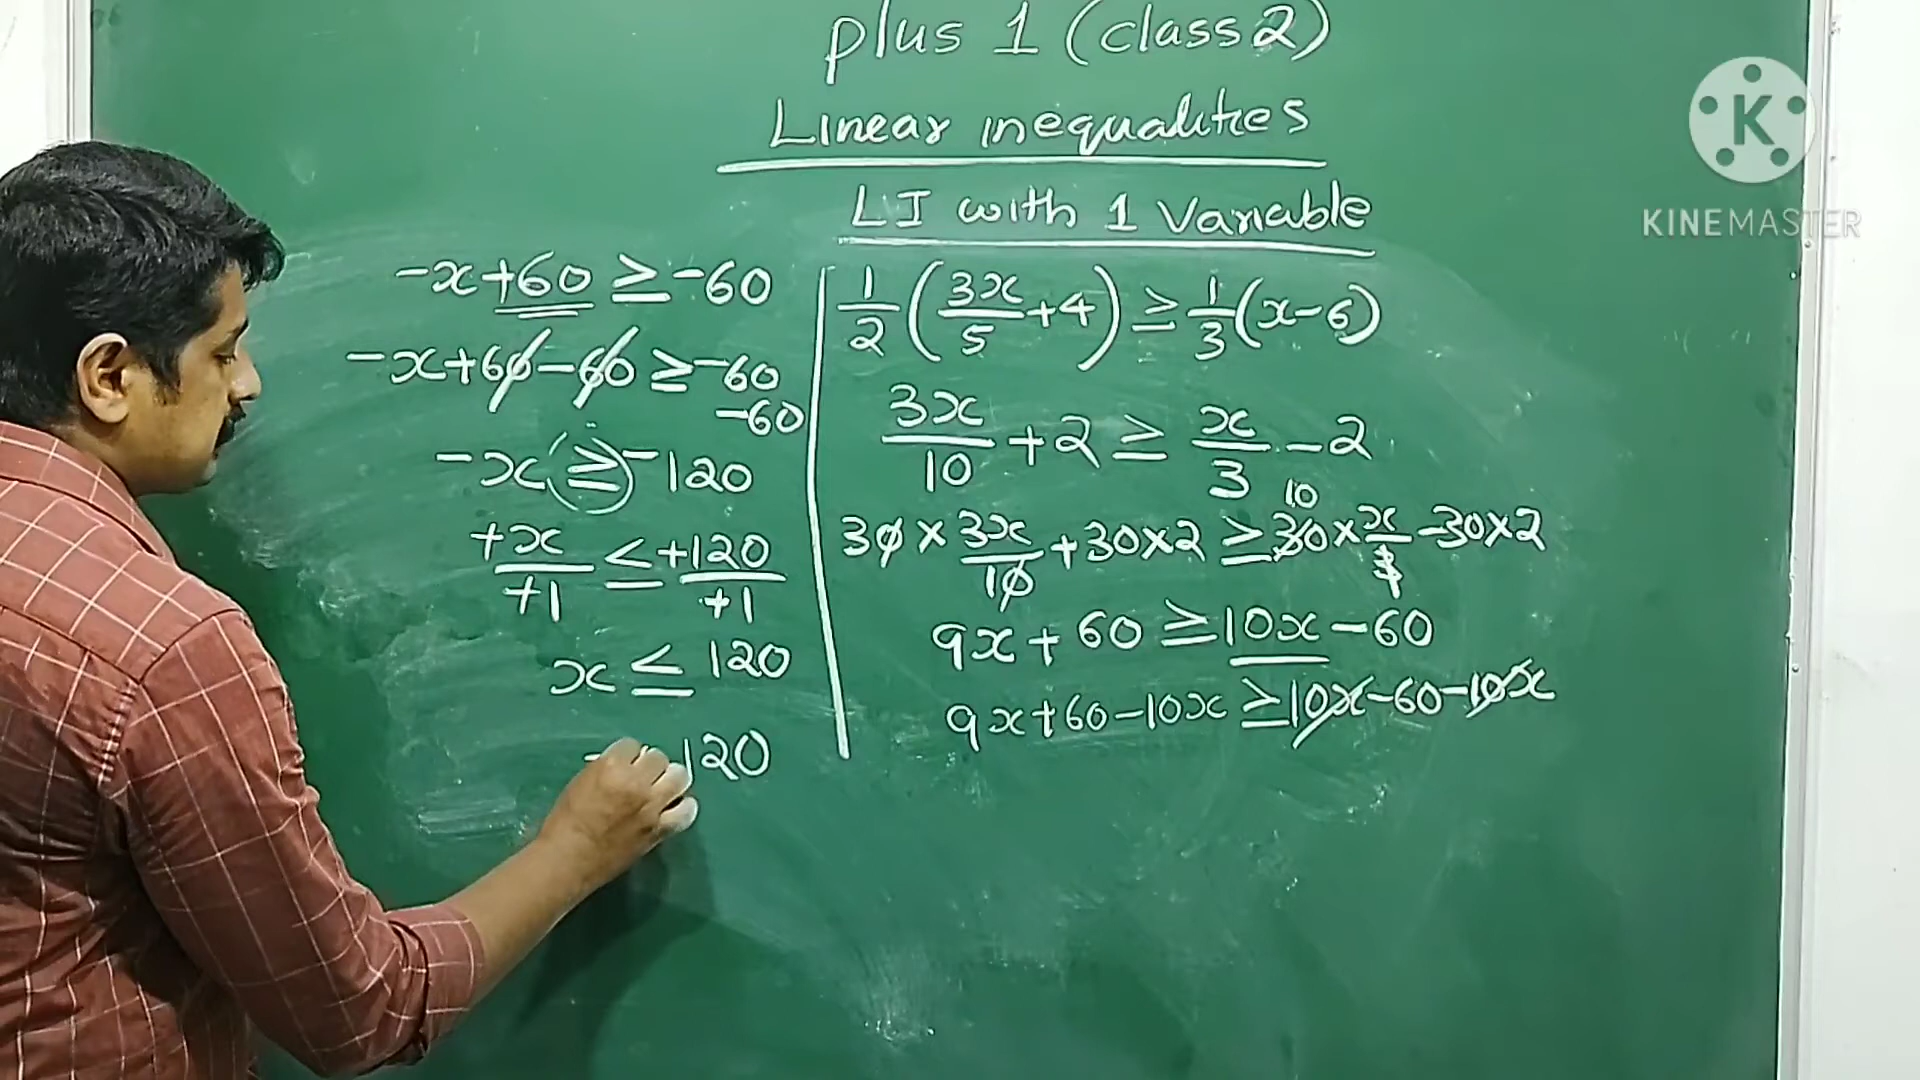 plus 1 (class 2)
Linear inequalities
LI with 1 Variable
1/2 (3x/5 + 4) ≥ 1/3 (x - 6)
3x/10 + 2 ≥ x/3 - 2
10
30 × 3x/10 + 30 × 2 ≥ 30 × x/3 - 30 × 2
9x + 60 ≥ 10x - 60
9x + 60 - 10x ≥ 10x - 60 - 10x
-x + 60 ≥ -60
-x + 60 - 60 ≥ -60
-60
-x (≥) -120
+x/+1 ≤ +120/+1
x ≤ 120
120
K
KINEMASTER